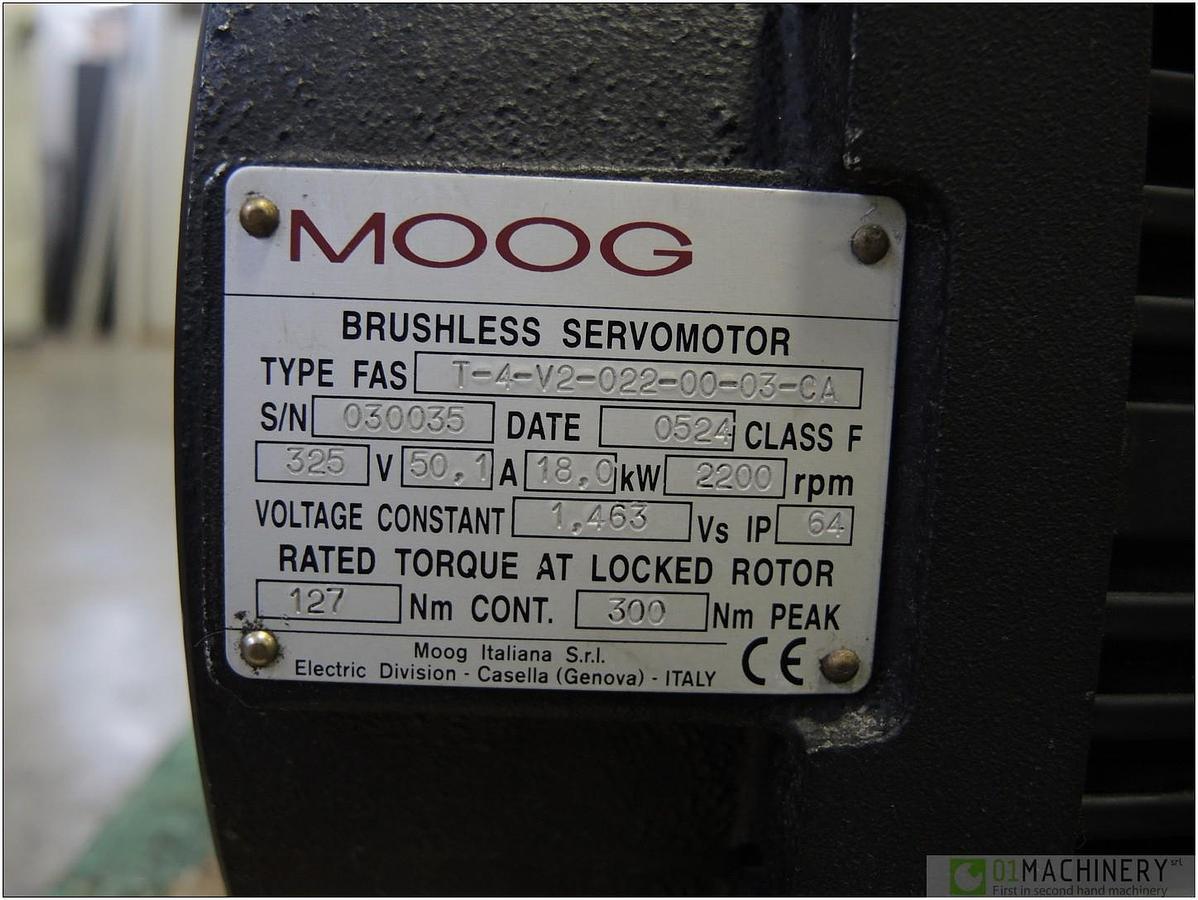 MOOG
BRUSHLESS SERVOMOTOR
TYPE FAS T-4-V2-022-00-03-CA
S/N 030035 DATE 0524 CLASS F
325 V 50,1 A 18,0 kW 2200 rpm
VOLTAGE CONSTANT 1,463 Vs IP 64
RATED TORQUE AT LOCKED ROTOR
127 Nm CONT. 300 Nm PEAK
Moog Italiana S.r.l.
Electric Division - Casella (Genova) - ITALY CE
01MACHINERY srl
First in second hand machinery